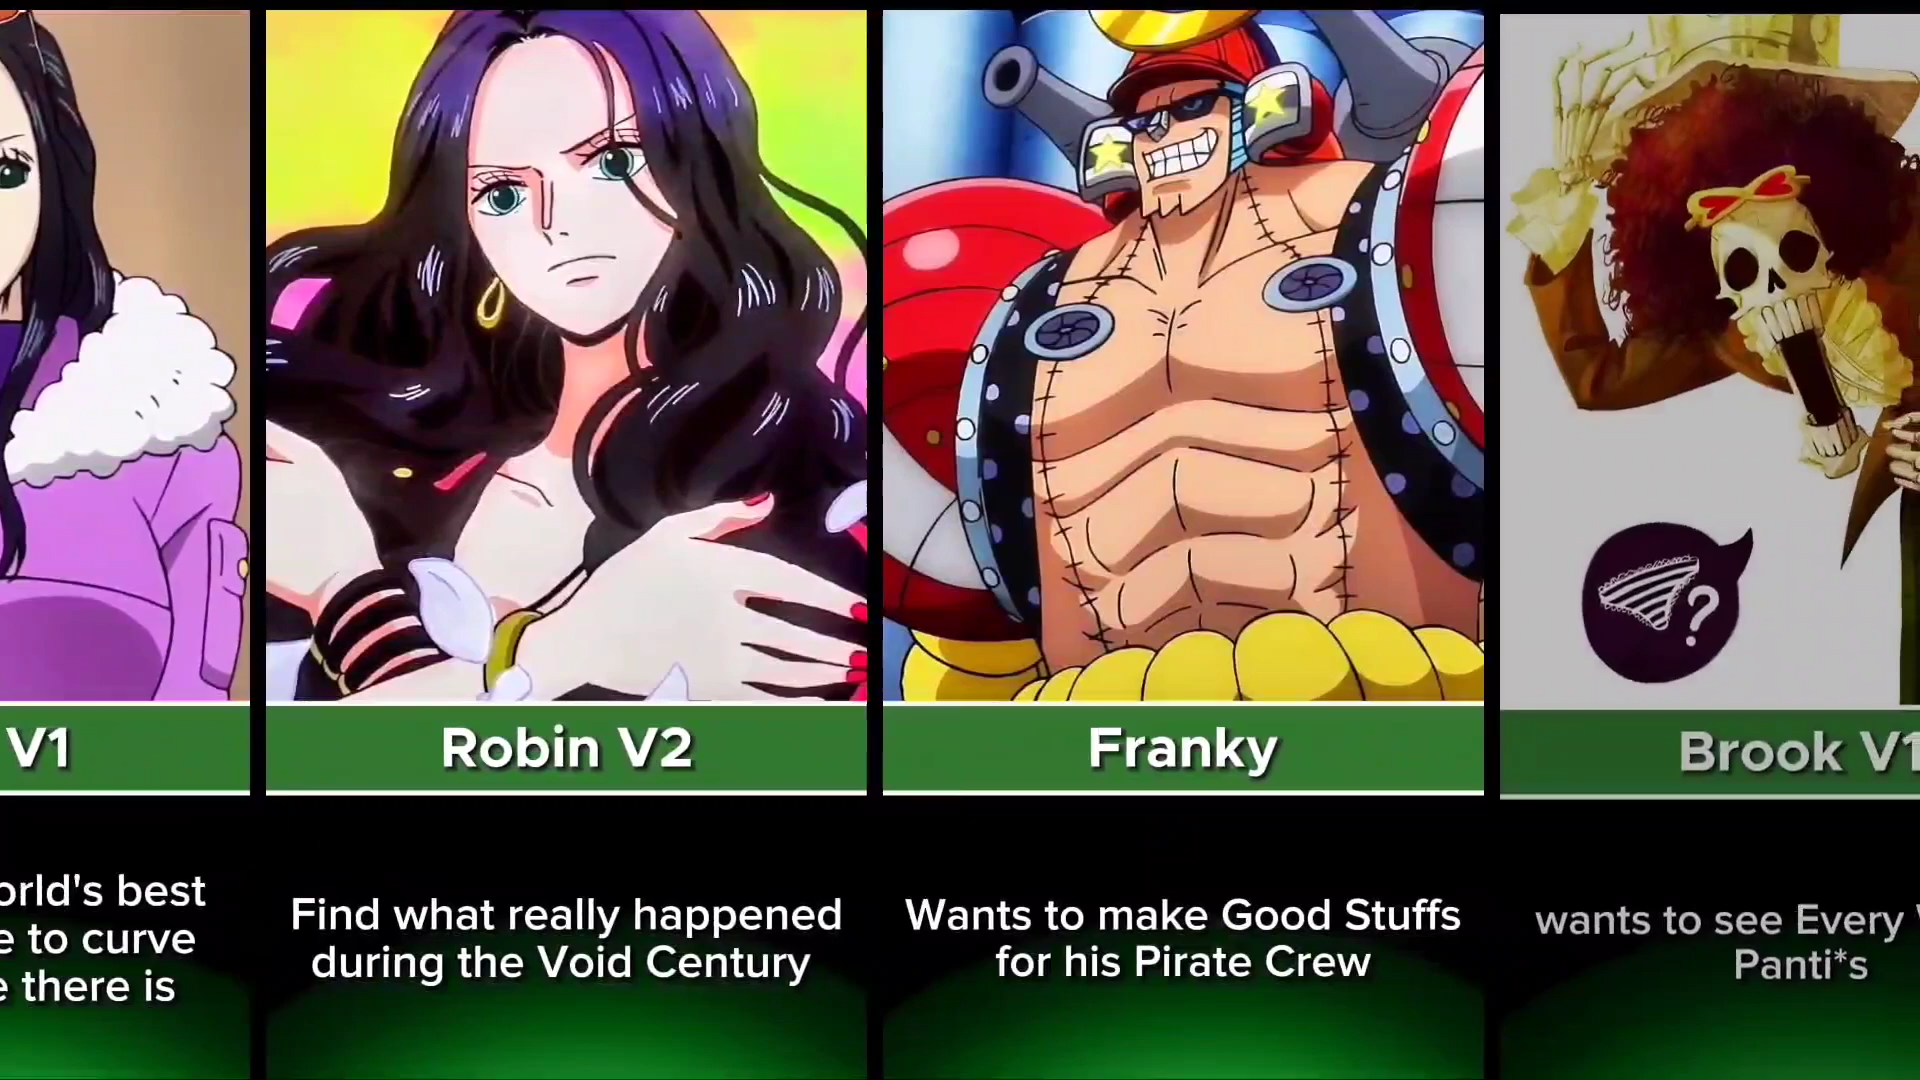 V1
Robin V2
Franky
Brook V1
orld's best
e to curve
e there is
Find what really happened
during the Void Century
Wants to make Good Stuffs
for his Pirate Crew
wants to see Every
Panti*s
?